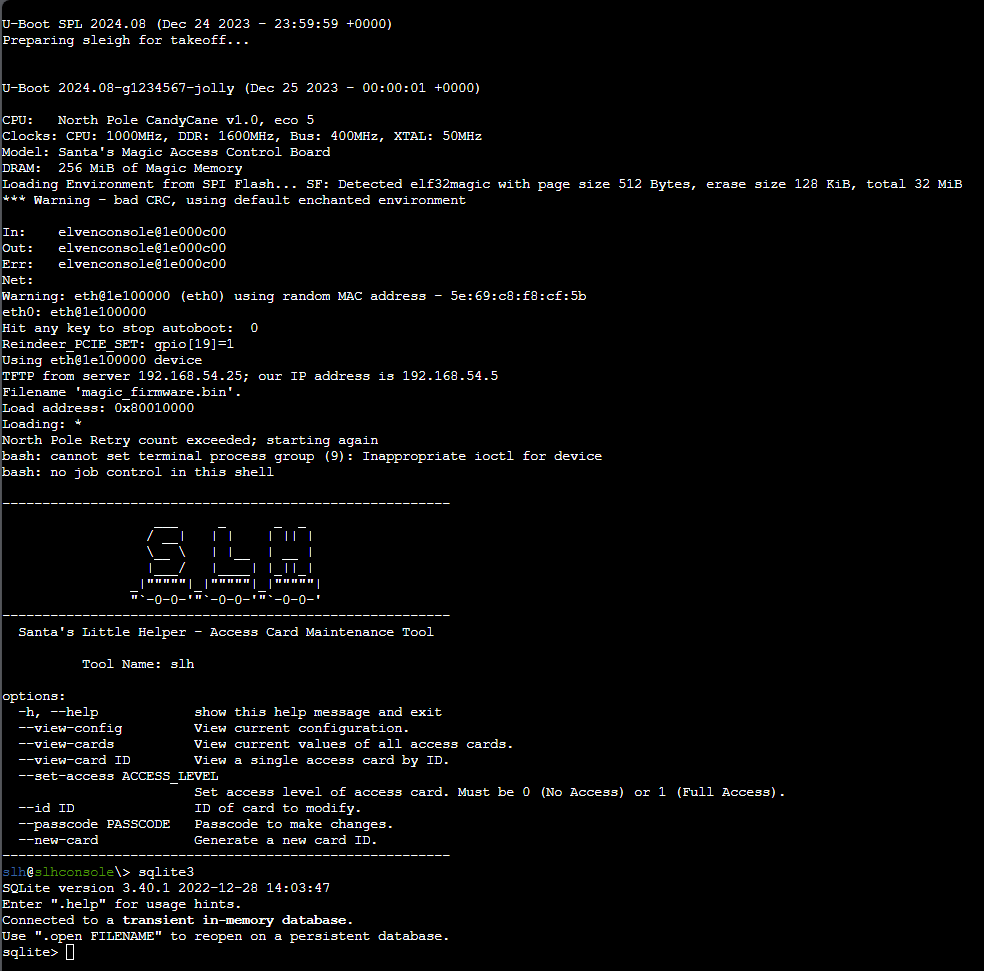 U-Boot SPL 2024.08 (Dec 24 2023 - 23:59:59 +0000)
Preparing sleigh for takeoff...
U-Boot 2024.08-g1234567-jolly (Dec 25 2023 - 00:00:01 +0000)
CPU:   North Pole CandyCane v1.0, eco 5
Clocks: CPU: 1000MHz, DDR: 1600MHz, Bus: 400MHz, XTAL: 50MHz
Model: Santa's Magic Access Control Board
DRAM:  256 MiB of Magic Memory
Loading Environment from SPI Flash... SF: Detected elf32magic with page size 512 Bytes, erase size 128 KiB, total 32 MiB
*** Warning - bad CRC, using default enchanted environment
In:    elvenconsole@1e000c00
Out:   elvenconsole@1e000c00
Err:   elvenconsole@1e000c00
Net:
Warning: eth@1e100000 (eth0) using random MAC address - 5e:69:c8:f8:cf:5b
eth0: eth@1e100000
Hit any key to stop autoboot:  0
Reindeer_PCIE_SET: gpio[19]=1
Using eth@1e100000 device
TFTP from server 192.168.54.25; our IP address is 192.168.54.5
Filename 'magic_firmware.bin'.
Load address: 0x80010000
Loading: *
North Pole Retry count exceeded; starting again
bash: cannot set terminal process group (9): Inappropriate ioctl for device
bash: no job control in this shell
--------------------------------------------------------
SLH
--------------------------------------------------------
Santa's Little Helper - Access Card Maintenance Tool
Tool Name: slh
options:
  -h, --help            show this help message and exit
  --view-config         View current configuration.
  --view-cards          View current values of all access cards.
  --view-card ID        View a single access card by ID.
  --set-access ACCESS_LEVEL
                        Set access level of access card. Must be 0 (No Access) or 1 (Full Access).
  --id ID               ID of card to modify.
  --passcode PASSCODE   Passcode to make changes.
  --new-card            Generate a new card ID.
--------------------------------------------------------
slh@slhconsole\> sqlite3
SQLite version 3.40.1 2022-12-28 14:03:47
Enter ".help" for usage hints.
Connected to a transient in-memory database.
Use ".open FILENAME" to reopen on a persistent database.
sqlite>